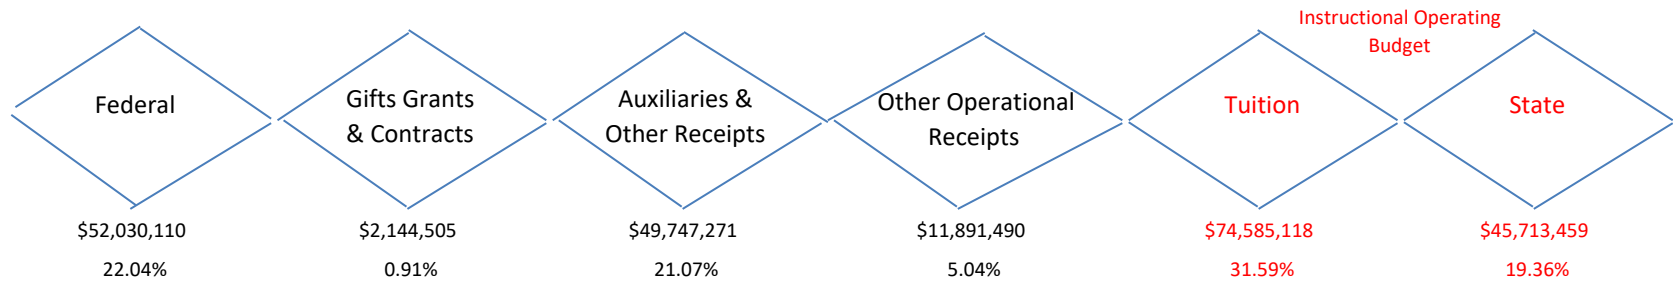 Instructional Operating
Budget
Federal
Gifts Grants
& Contracts
Auxiliaries &
Other Receipts
Other Operational
Receipts
Tuition
State
$52,030,110
$2,144,505
$49,747,271
$11,891,490
$74,585,118
$45,713,459
22.04%
0.91%
21.07%
5.04%
31.59%
19.36%